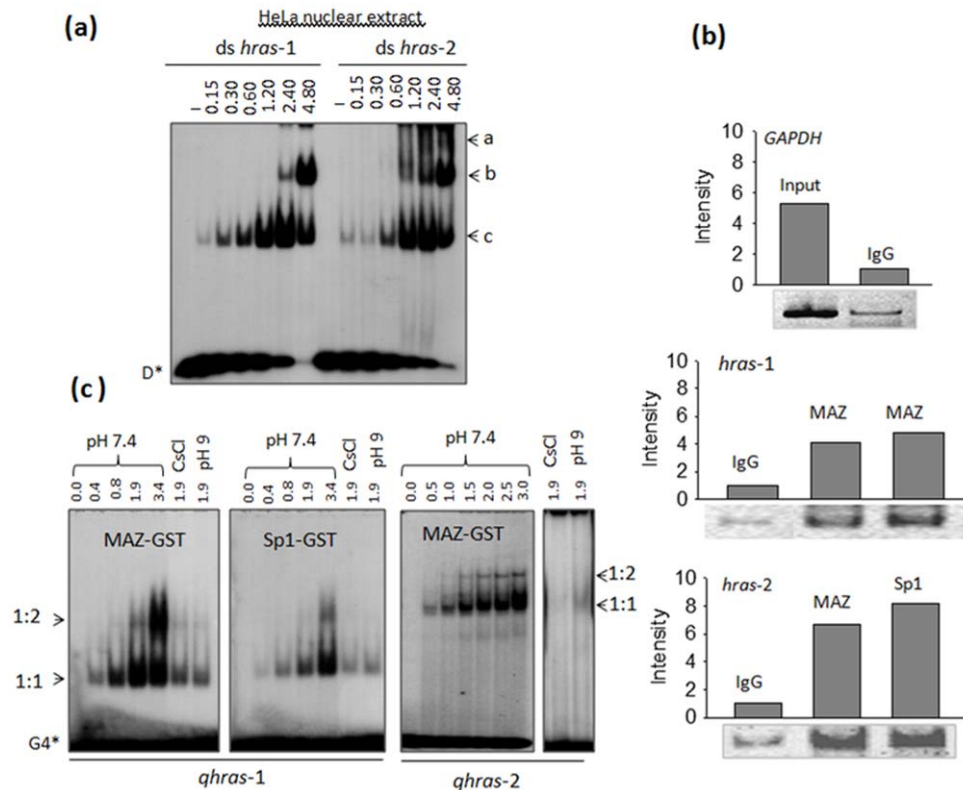 (a)
HeLa nuclear extract
ds hras-1
ds hras-2
– 0.15 0.30 0.60 1.20 2.40 4.80
– 0.15 0.30 0.60 1.20 2.40 4.80
a
b
c
D*
(b)
10
8
6
4
2
0
Intensity
GAPDH
Input
IgG
10
8
6
4
2
0
Intensity
hras-1
IgG
MAZ
MAZ
10
8
6
4
2
0
Intensity
hras-2
IgG
MAZ
Sp1
(c)
pH 7.4
0.0 0.4 0.8 1.9 3.4 1.9 1.9
CsCl
pH 9
MAZ-GST
pH 7.4
0.0 0.4 0.8 1.9 3.4 1.9 1.9
CsCl
pH 9
Sp1-GST
pH 7.4
0.0 0.5 1.0 1.5 2.0 2.5 3.0
MAZ-GST
CsCl
pH 9
1.9 1.9
1:2
1:1
1:2
1:1
G4*
qhras-1
qhras-2